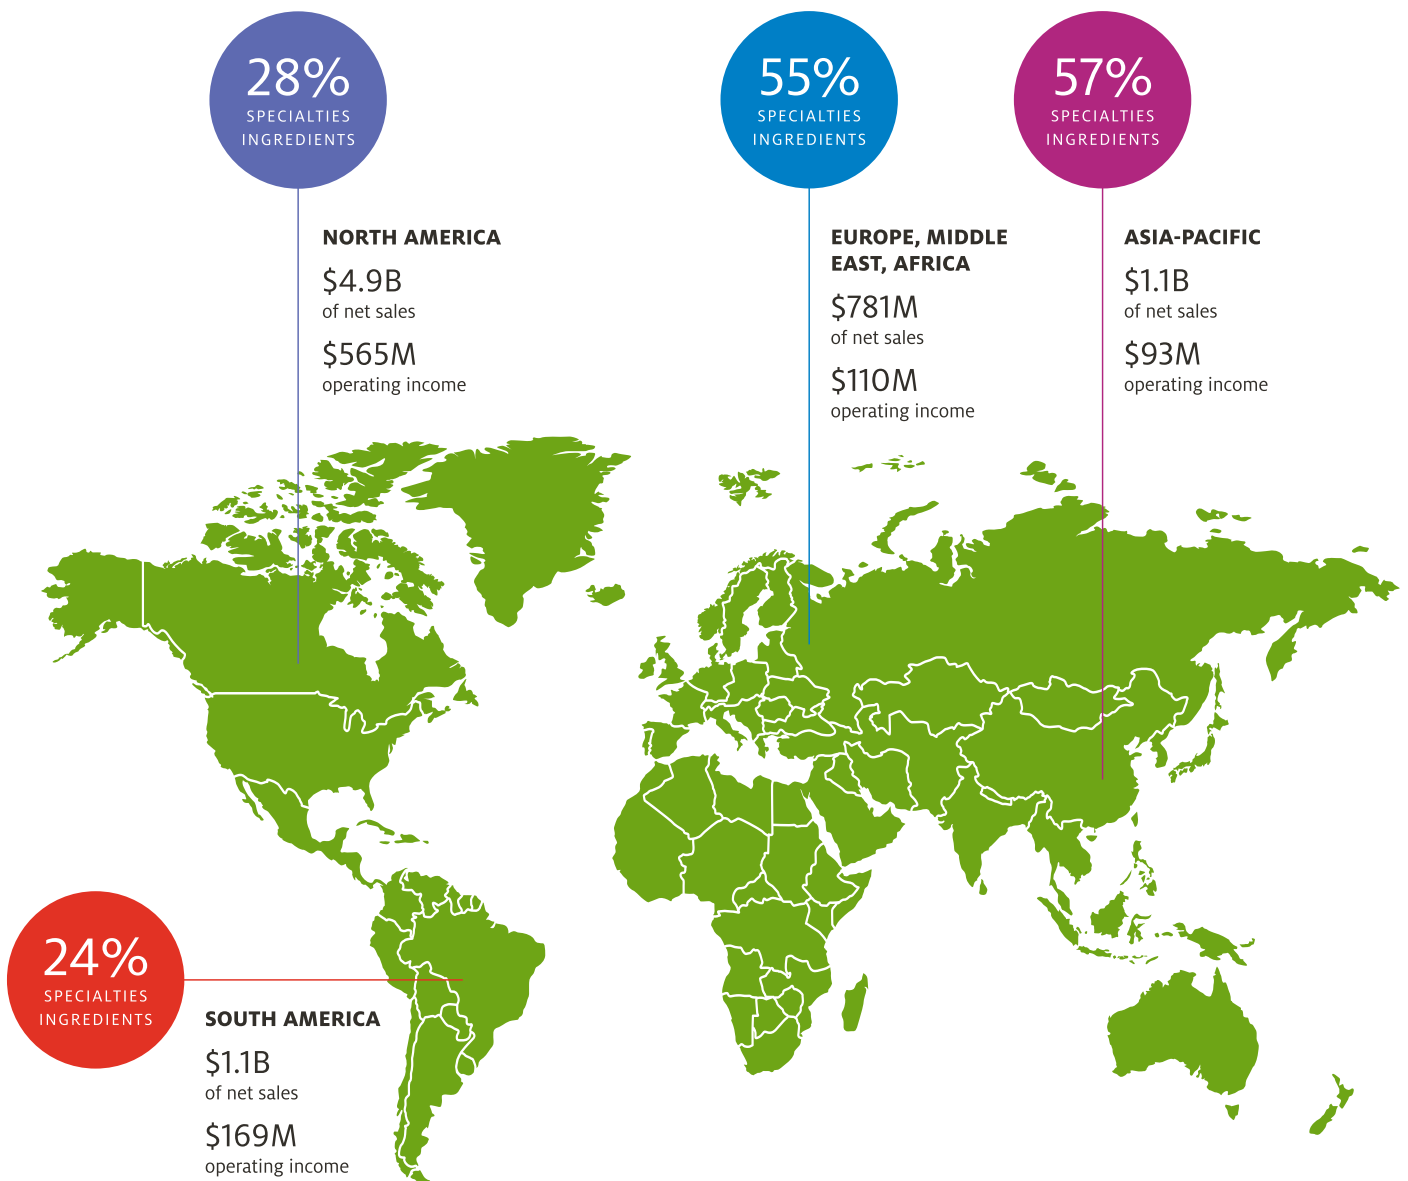 28%
SPECIALTIES
INGREDIENTS
NORTH AMERICA
$4.9B
of net sales
$565M
operating income
55%
SPECIALTIES
INGREDIENTS
EUROPE, MIDDLE
EAST, AFRICA
$781M
of net sales
$110M
operating income
57%
SPECIALTIES
INGREDIENTS
ASIA-PACIFIC
$1.1B
of net sales
$93M
operating income
24%
SPECIALTIES
INGREDIENTS
SOUTH AMERICA
$1.1B
of net sales
$169M
operating income